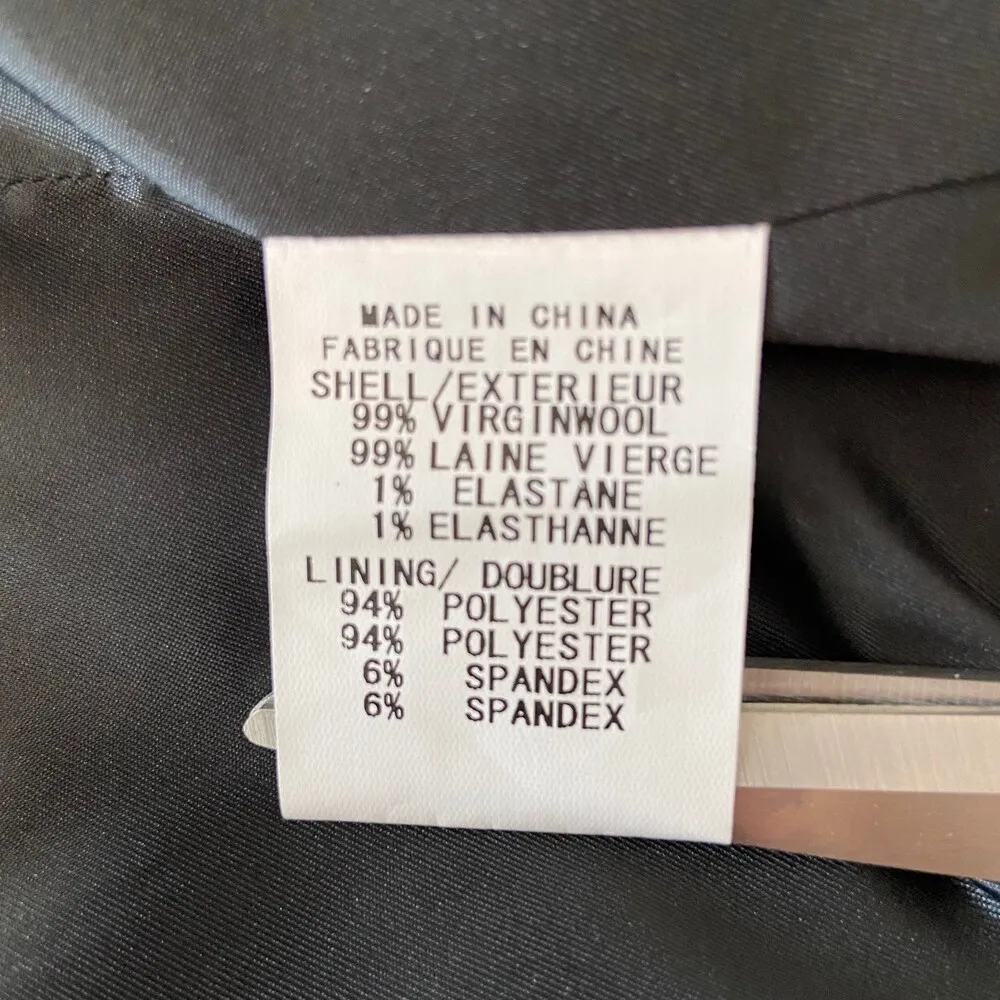 MADE IN CHINA
FABRIQUE EN CHINE
SHELL/EXTERIEUR
99% VIRGINWOOL
99% LAINE VIERGE
1% ELASTANE
1% ELASTHANNE
LINING/ DOUBLURE
94% POLYESTER
94% POLYESTER
6% SPANDEX
6% SPANDEX